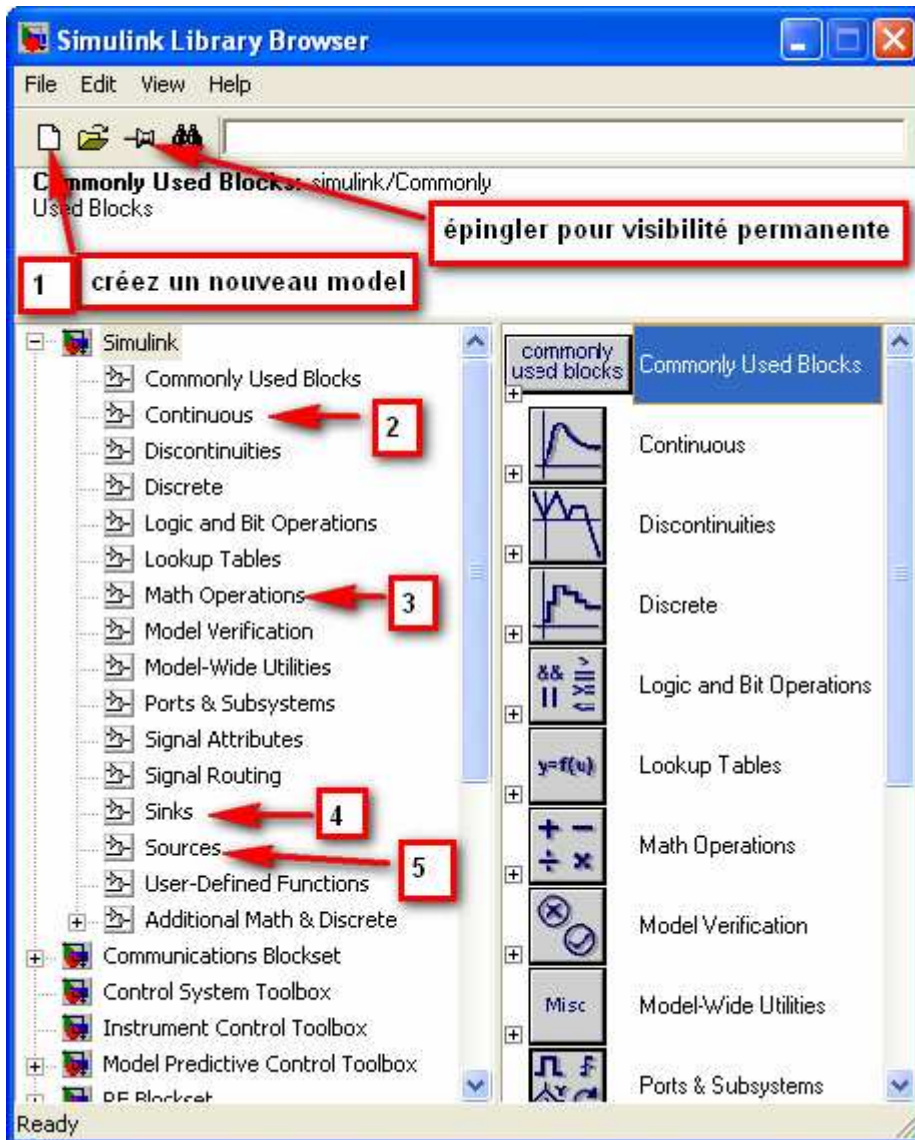 Simulink Library Browser
File Edit View Help
Commonly Used Blocks: simulink/Commonly
Used Blocks
épingler pour visibilité permanente
1 créez un nouveau model
Simulink
Commonly Used Blocks
Continuous
2
Discontinuities
Discrete
Logic and Bit Operations
Lookup Tables
Math Operations
3
Model Verification
Model-Wide Utilities
Ports & Subsystems
Signal Attributes
Signal Routing
Sinks
4
Sources
5
User-Defined Functions
Additional Math & Discrete
Communications Blockset
Control System Toolbox
Instrument Control Toolbox
Model Predictive Control Toolbox
RF Blockset
commonly
used blocks
Commonly Used Blocks
Continuous
Discontinuities
Discrete
&& > || >= <=
Logic and Bit Operations
y=f(u)
Lookup Tables
+ − ÷ ×
Math Operations
Model Verification
Misc
Model-Wide Utilities
Ports & Subsystems
Ready